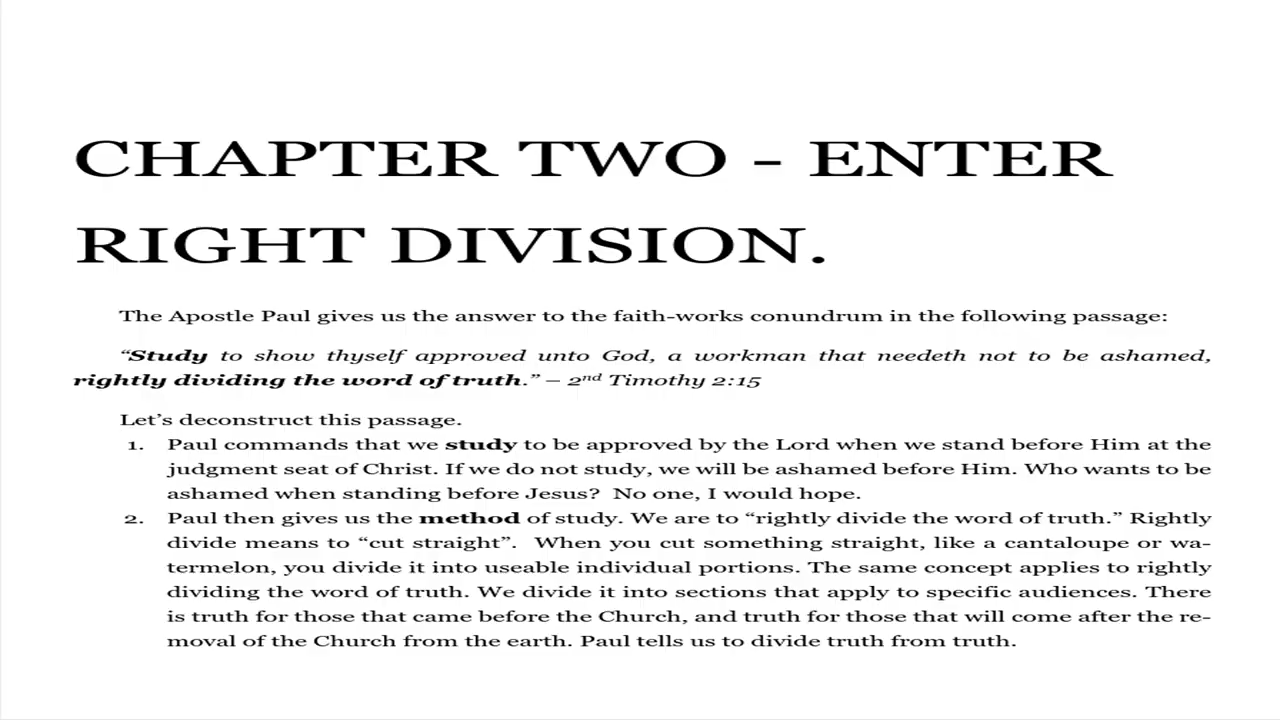 CHAPTER TWO – ENTER
RIGHT DIVISION.
The Apostle Paul gives us the answer to the faith-works conundrum in the following passage:
“Study to show thyself approved unto God, a workman that needeth not to be ashamed,
rightly dividing the word of truth.” – 2nd Timothy 2:15
Let’s deconstruct this passage.
1. Paul commands that we study to be approved by the Lord when we stand before Him at the
judgment seat of Christ. If we do not study, we will be ashamed before Him. Who wants to be
ashamed when standing before Jesus?  No one, I would hope.
2. Paul then gives us the method of study. We are to “rightly divide the word of truth.” Rightly
divide means to “cut straight”.  When you cut something straight, like a cantaloupe or wa-
termelon, you divide it into useable individual portions. The same concept applies to rightly
dividing the word of truth. We divide it into sections that apply to specific audiences. There
is truth for those that came before the Church, and truth for those that will come after the re-
moval of the Church from the earth. Paul tells us to divide truth from truth.